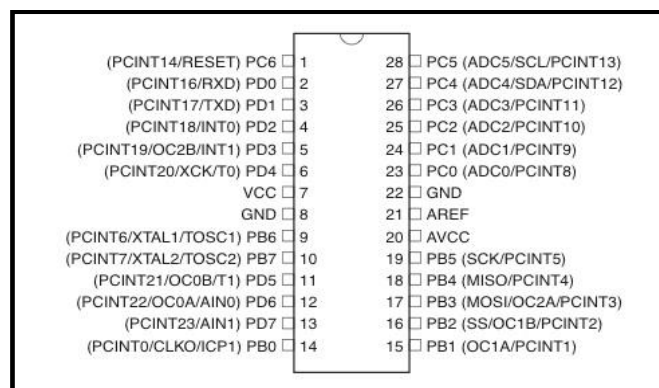 (PCINT14/RESET) PC6 1 28 PC5 (ADC5/SCL/PCINT13)
(PCINT16/RXD) PD0 2 27 PC4 (ADC4/SDA/PCINT12)
(PCINT17/TXD) PD1 3 26 PC3 (ADC3/PCINT11)
(PCINT18/INT0) PD2 4 25 PC2 (ADC2/PCINT10)
(PCINT19/OC2B/INT1) PD3 5 24 PC1 (ADC1/PCINT9)
(PCINT20/XCK/T0) PD4 6 23 PC0 (ADC0/PCINT8)
VCC 7 22 GND
GND 8 21 AREF
(PCINT6/XTAL1/TOSC1) PB6 9 20 AVCC
(PCINT7/XTAL2/TOSC2) PB7 10 19 PB5 (SCK/PCINT5)
(PCINT21/OC0B/T1) PD5 11 18 PB4 (MISO/PCINT4)
(PCINT22/OC0A/AIN0) PD6 12 17 PB3 (MOSI/OC2A/PCINT3)
(PCINT23/AIN1) PD7 13 16 PB2 (SS/OC1B/PCINT2)
(PCINT0/CLKO/ICP1) PB0 14 15 PB1 (OC1A/PCINT1)